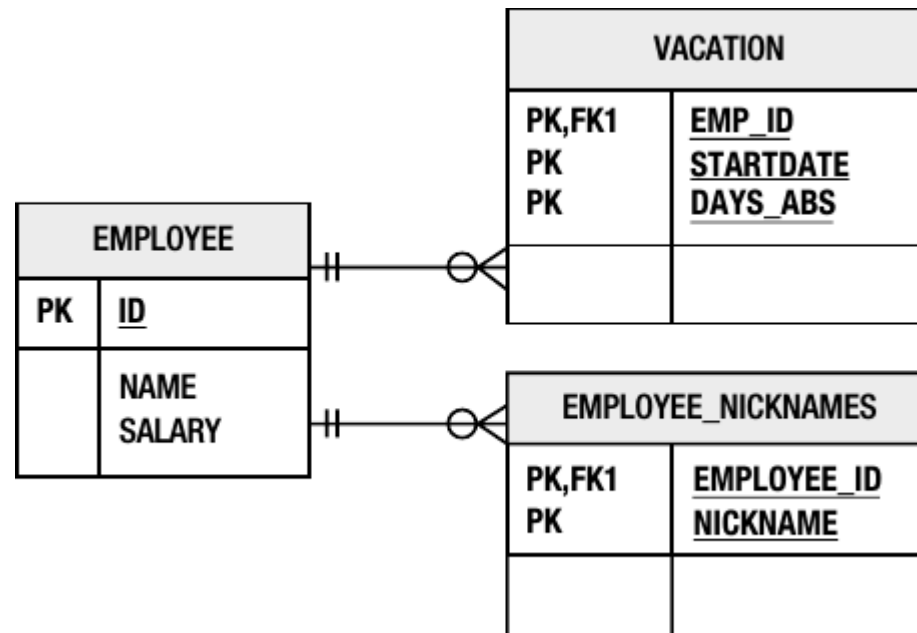 VACATION
PK,FK1 EMP_ID
PK STARTDATE
PK DAYS_ABS
EMPLOYEE
PK ID
NAME
SALARY
EMPLOYEE_NICKNAMES
PK,FK1 EMPLOYEE_ID
PK NICKNAME